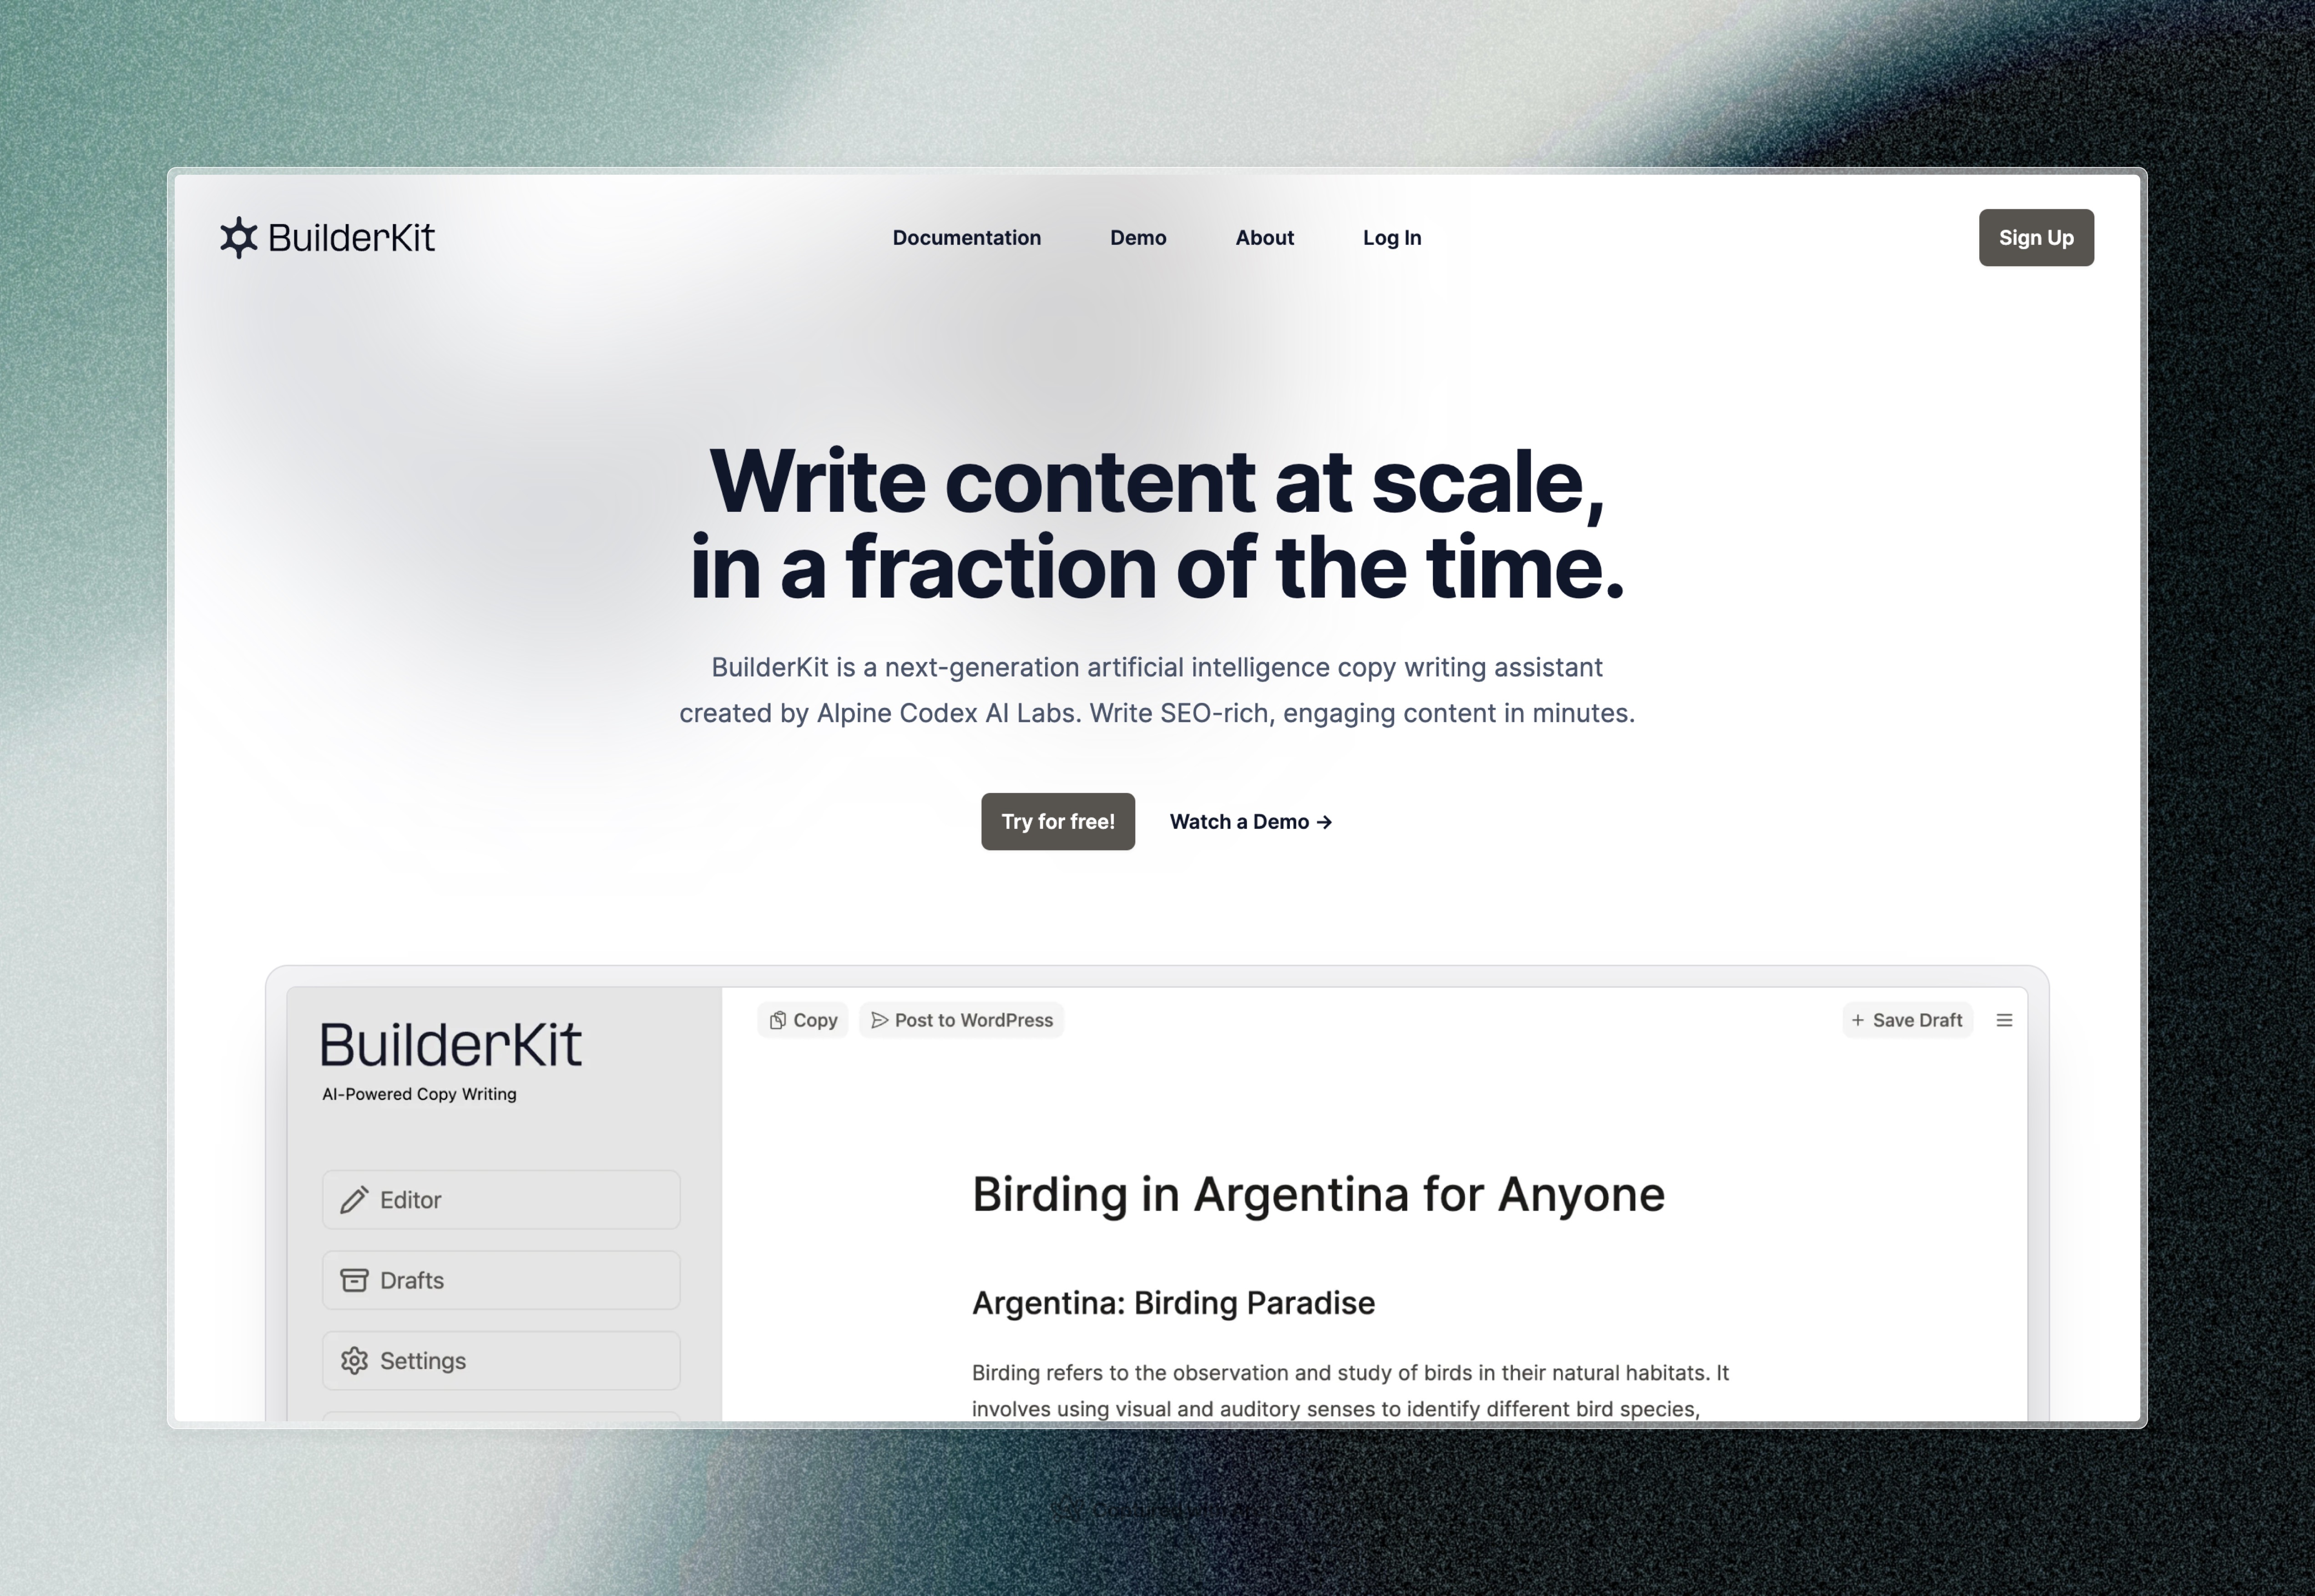 BuilderKit
Documentation Demo About Log In
Sign Up
Write content at scale,
in a fraction of the time.
BuilderKit is a next-generation artificial intelligence copy writing assistant
created by Alpine Codex AI Labs. Write SEO-rich, engaging content in minutes.
Try for free! Watch a Demo →
BuilderKit
AI-Powered Copy Writing
Editor
Drafts
Settings
Copy Post to WordPress
+ Save Draft
Birding in Argentina for Anyone
Argentina: Birding Paradise
Birding refers to the observation and study of birds in their natural habitats. It
involves using visual and auditory senses to identify different bird species,